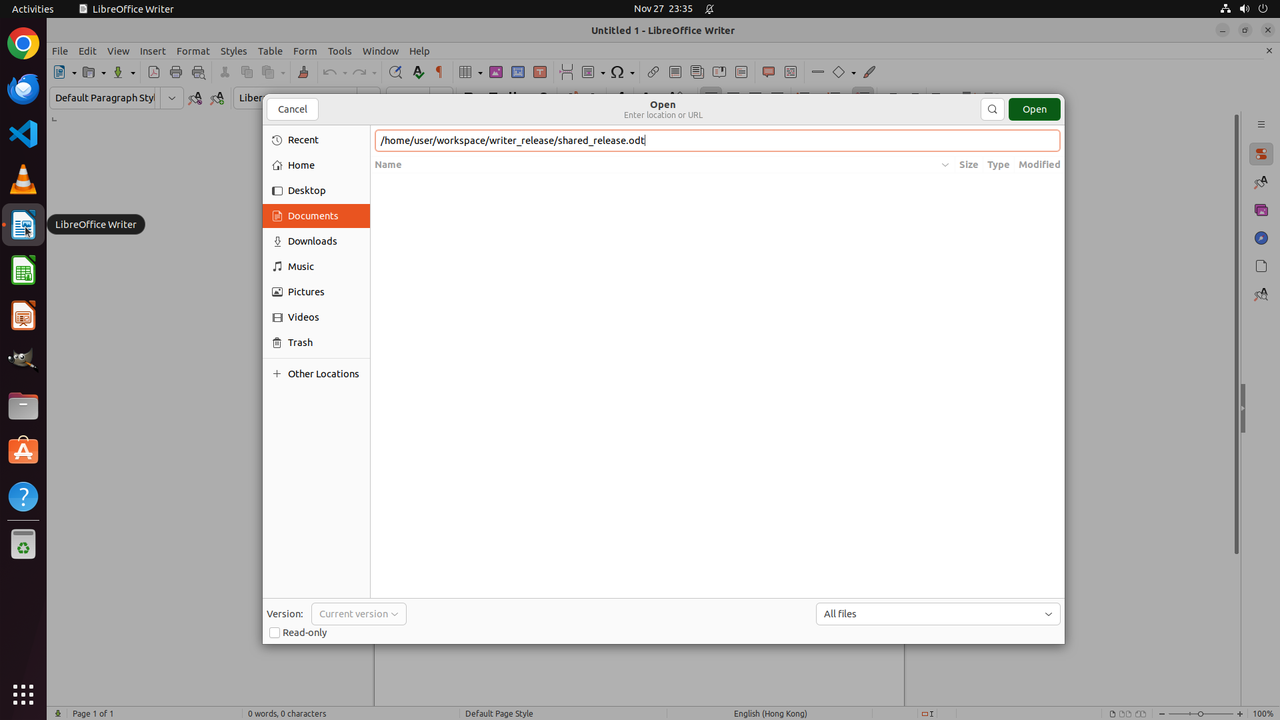 Activities
LibreOffice Writer
Nov 27 23:35
Untitled 1 - LibreOffice Writer
File Edit View Insert Format Styles Table Form Tools Window Help
Default Paragraph Styl
Liber
Cancel
Open
Enter location or URL
Open
Recent
/home/user/workspace/writer_release/shared_release.odt
Home
Name Size Type Modified
Desktop
Documents
LibreOffice Writer
Downloads
Music
Pictures
Videos
Trash
Other Locations
Version: Current version
All files
Read-only
Page 1 of 1
0 words, 0 characters
Default Page Style
English (Hong Kong)
100%